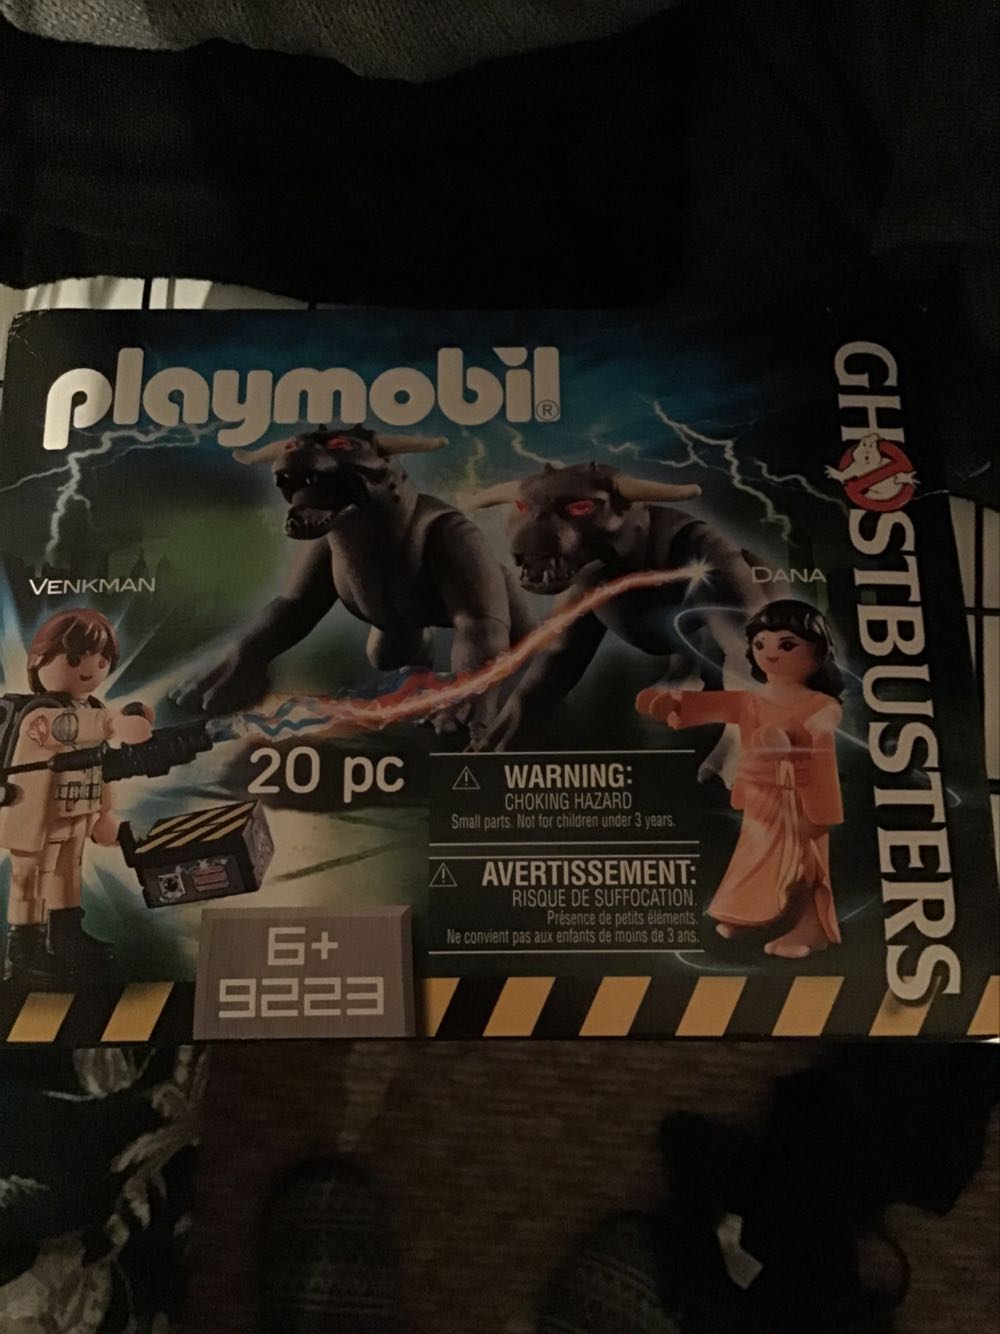 playmobil®
GHOSTBUSTERS
VENKMAN
DANA
20 pc
WARNING:
CHOKING HAZARD
Small parts. Not for children under 3 years.
AVERTISSEMENT:
RISQUE DE SUFFOCATION.
Présence de petits éléments.
Ne convient pas aux enfants de moins de 3 ans.
6+
9223